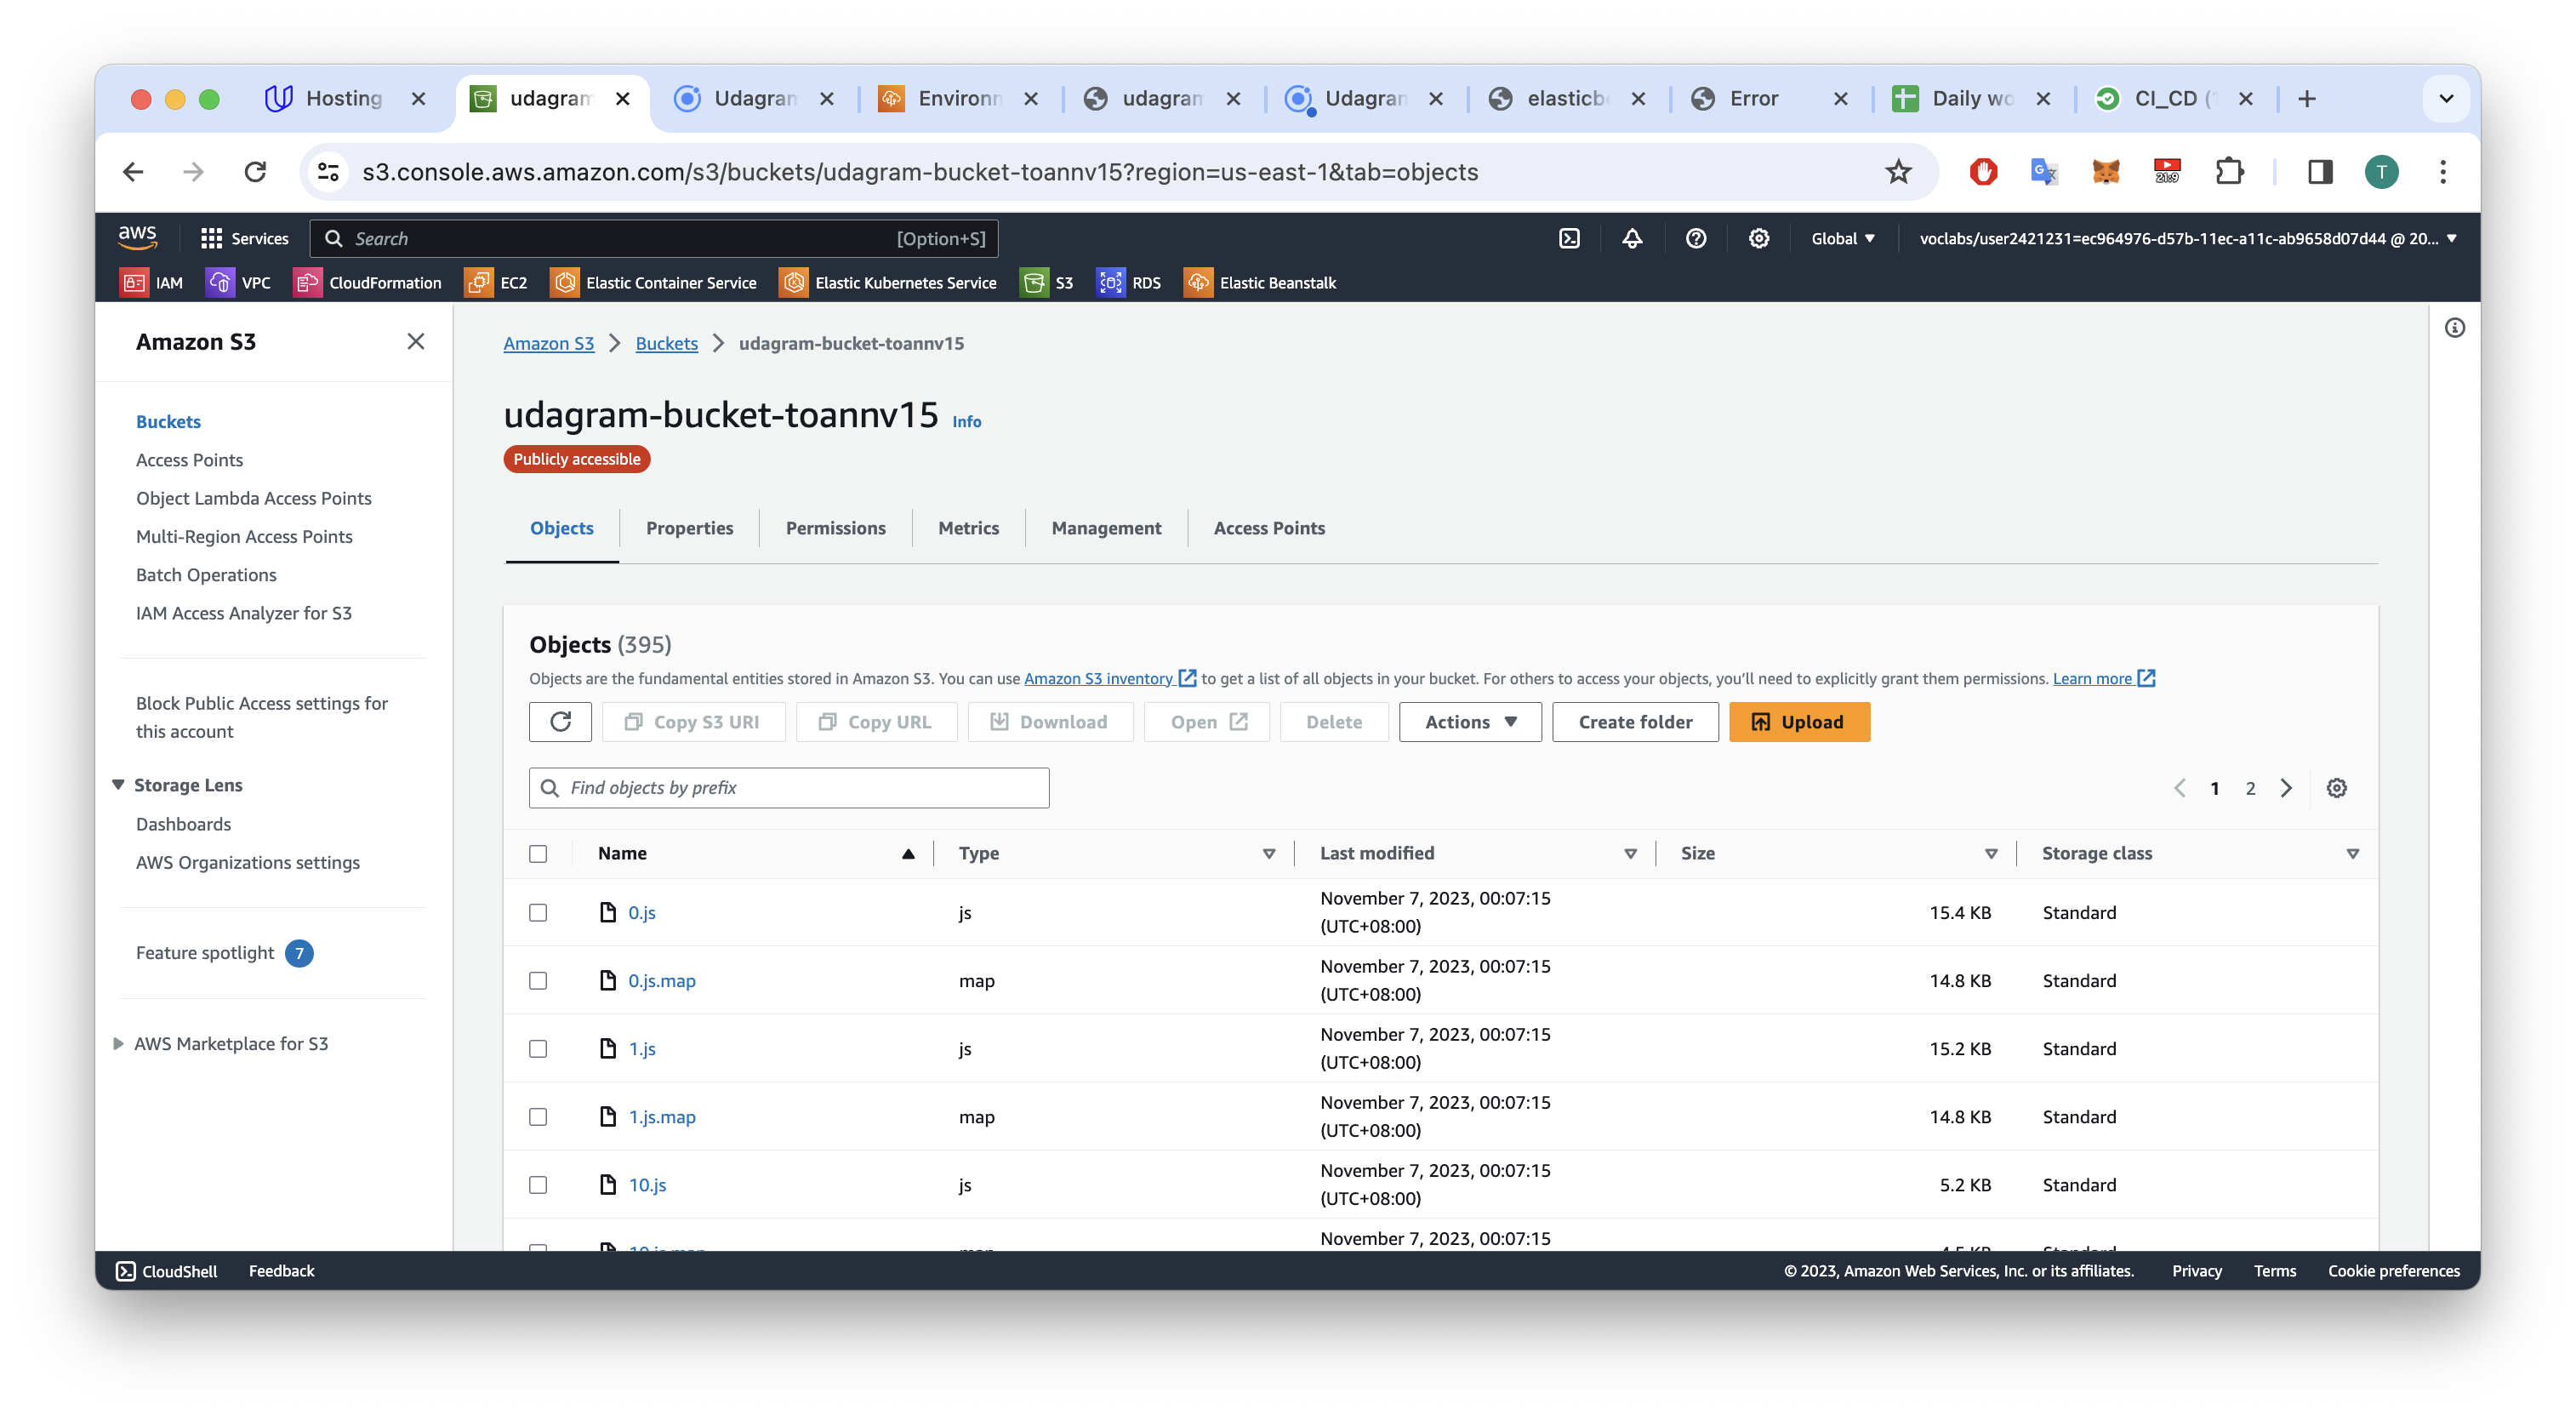 Hosting
udagram
Udagran
Environn
udagram
Udagran
elasticbe
Error
Daily wo
CI_CD (
s3.console.aws.amazon.com/s3/buckets/udagram-bucket-toannv15?region=us-east-1&tab=objects
21:9
T
aws
Services
Search
[Option+S]
Global
voclabs/user2421231=ec964976-d57b-11ec-a11c-ab9658d07d44 @ 20...
IAM
VPC
CloudFormation
EC2
Elastic Container Service
Elastic Kubernetes Service
S3
RDS
Elastic Beanstalk
Amazon S3
Buckets
Access Points
Object Lambda Access Points
Multi-Region Access Points
Batch Operations
IAM Access Analyzer for S3
Block Public Access settings for
this account
Storage Lens
Dashboards
AWS Organizations settings
Feature spotlight 7
AWS Marketplace for S3
Amazon S3 > Buckets > udagram-bucket-toannv15
udagram-bucket-toannv15 Info
Publicly accessible
Objects
Properties
Permissions
Metrics
Management
Access Points
Objects (395)
Objects are the fundamental entities stored in Amazon S3. You can use Amazon S3 inventory to get a list of all objects in your bucket. For others to access your objects, you’ll need to explicitly grant them permissions. Learn more
Copy S3 URI
Copy URL
Download
Open
Delete
Actions
Create folder
Upload
Find objects by prefix
1 2
Name Type Last modified Size Storage class
0.js js November 7, 2023, 00:07:15 (UTC+08:00) 15.4 KB Standard
0.js.map map November 7, 2023, 00:07:15 (UTC+08:00) 14.8 KB Standard
1.js js November 7, 2023, 00:07:15 (UTC+08:00) 15.2 KB Standard
1.js.map map November 7, 2023, 00:07:15 (UTC+08:00) 14.8 KB Standard
10.js js November 7, 2023, 00:07:15 (UTC+08:00) 5.2 KB Standard
10.js.map map November 7, 2023, 00:07:15 4.5 KB Standard
CloudShell
Feedback
© 2023, Amazon Web Services, Inc. or its affiliates.
Privacy
Terms
Cookie preferences